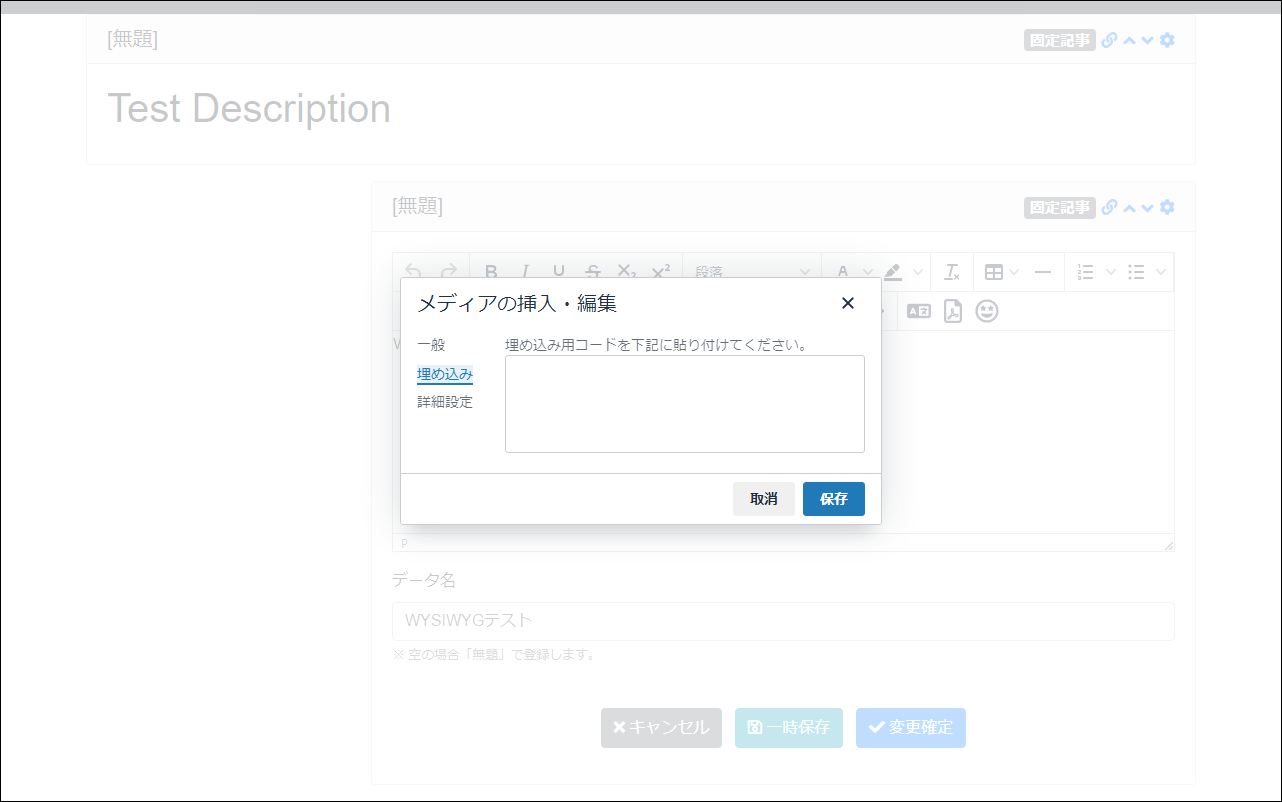 [無題]
固定記事
Test Description
[無題]
固定記事
B I U S X₂ X² 段落 A
メディアの挿入・編集
一般
埋め込み用コードを下記に貼り付けてください。
埋め込み
詳細設定
取消 保存
p
データ名
WYSIWYGテスト
※ 空の場合「無題」で登録します。
キャンセル 一時保存 変更確定